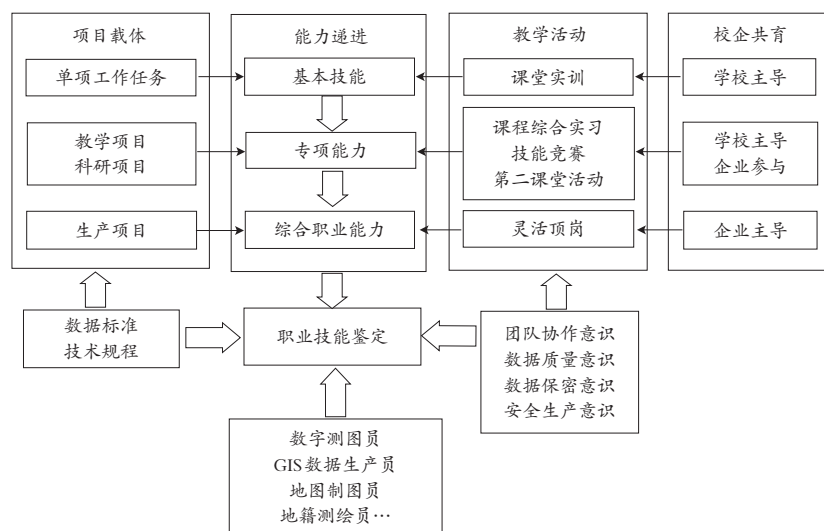 项目载体
单项工作任务
教学项目
科研项目
生产项目
能力递进
基本技能
专项能力
综合职业能力
教学活动
课堂实训
课程综合实习
技能竞赛
第二课堂活动
灵活顶岗
校企共育
学校主导
学校主导
企业参与
企业主导
数据标准
技术规程
职业技能鉴定
团队协作意识
数据质量意识
数据保密意识
安全生产意识
数字测图员
GIS数据生产员
地图制图员
地籍测绘员…